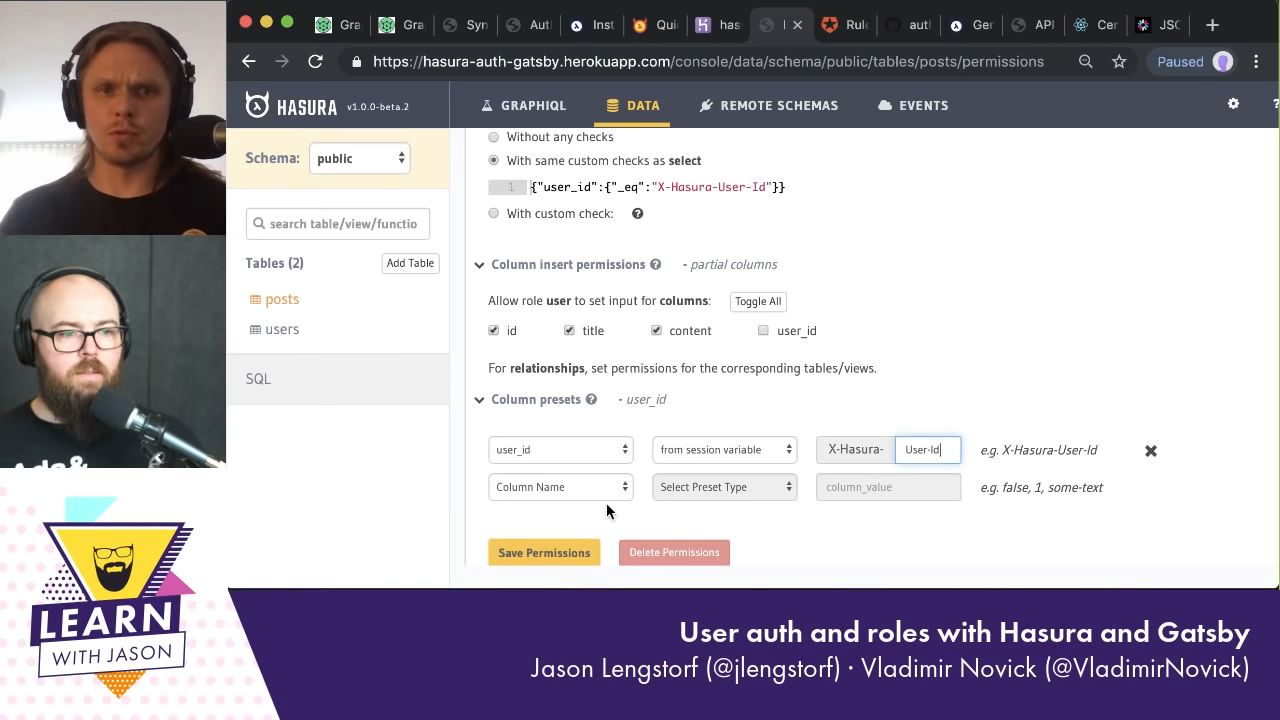 Gra
Gra
Syn
Aut
Inst
Qui
has
Rule
auth
Ger
API
Cer
JSC
https://hasura-auth-gatsby.herokuapp.com/console/data/schema/public/tables/posts/permissions
Paused
HASURA v1.0.0-beta.2
GRAPHIQL
DATA
REMOTE SCHEMAS
EVENTS
?
Schema: public
search table/view/functio
Tables (2) Add Table
posts
users
SQL
Without any checks
With same custom checks as select
1 {"user_id":{"_eq":"X-Hasura-User-Id"}}
With custom check: ?
Column insert permissions ? - partial columns
Allow role user to set input for columns: Toggle All
id title content user_id
For relationships, set permissions for the corresponding tables/views.
Column presets ? - user_id
user_id from session variable X-Hasura- User-Id e.g. X-Hasura-User-Id
Column Name Select Preset Type column_value e.g. false, 1, some-text
Save Permissions Delete Permissions
LEARN
WITH JASON
User auth and roles with Hasura and Gatsby
Jason Lengstorf (@jlengstorf) · Vladimir Novick (@VladimirNovick)